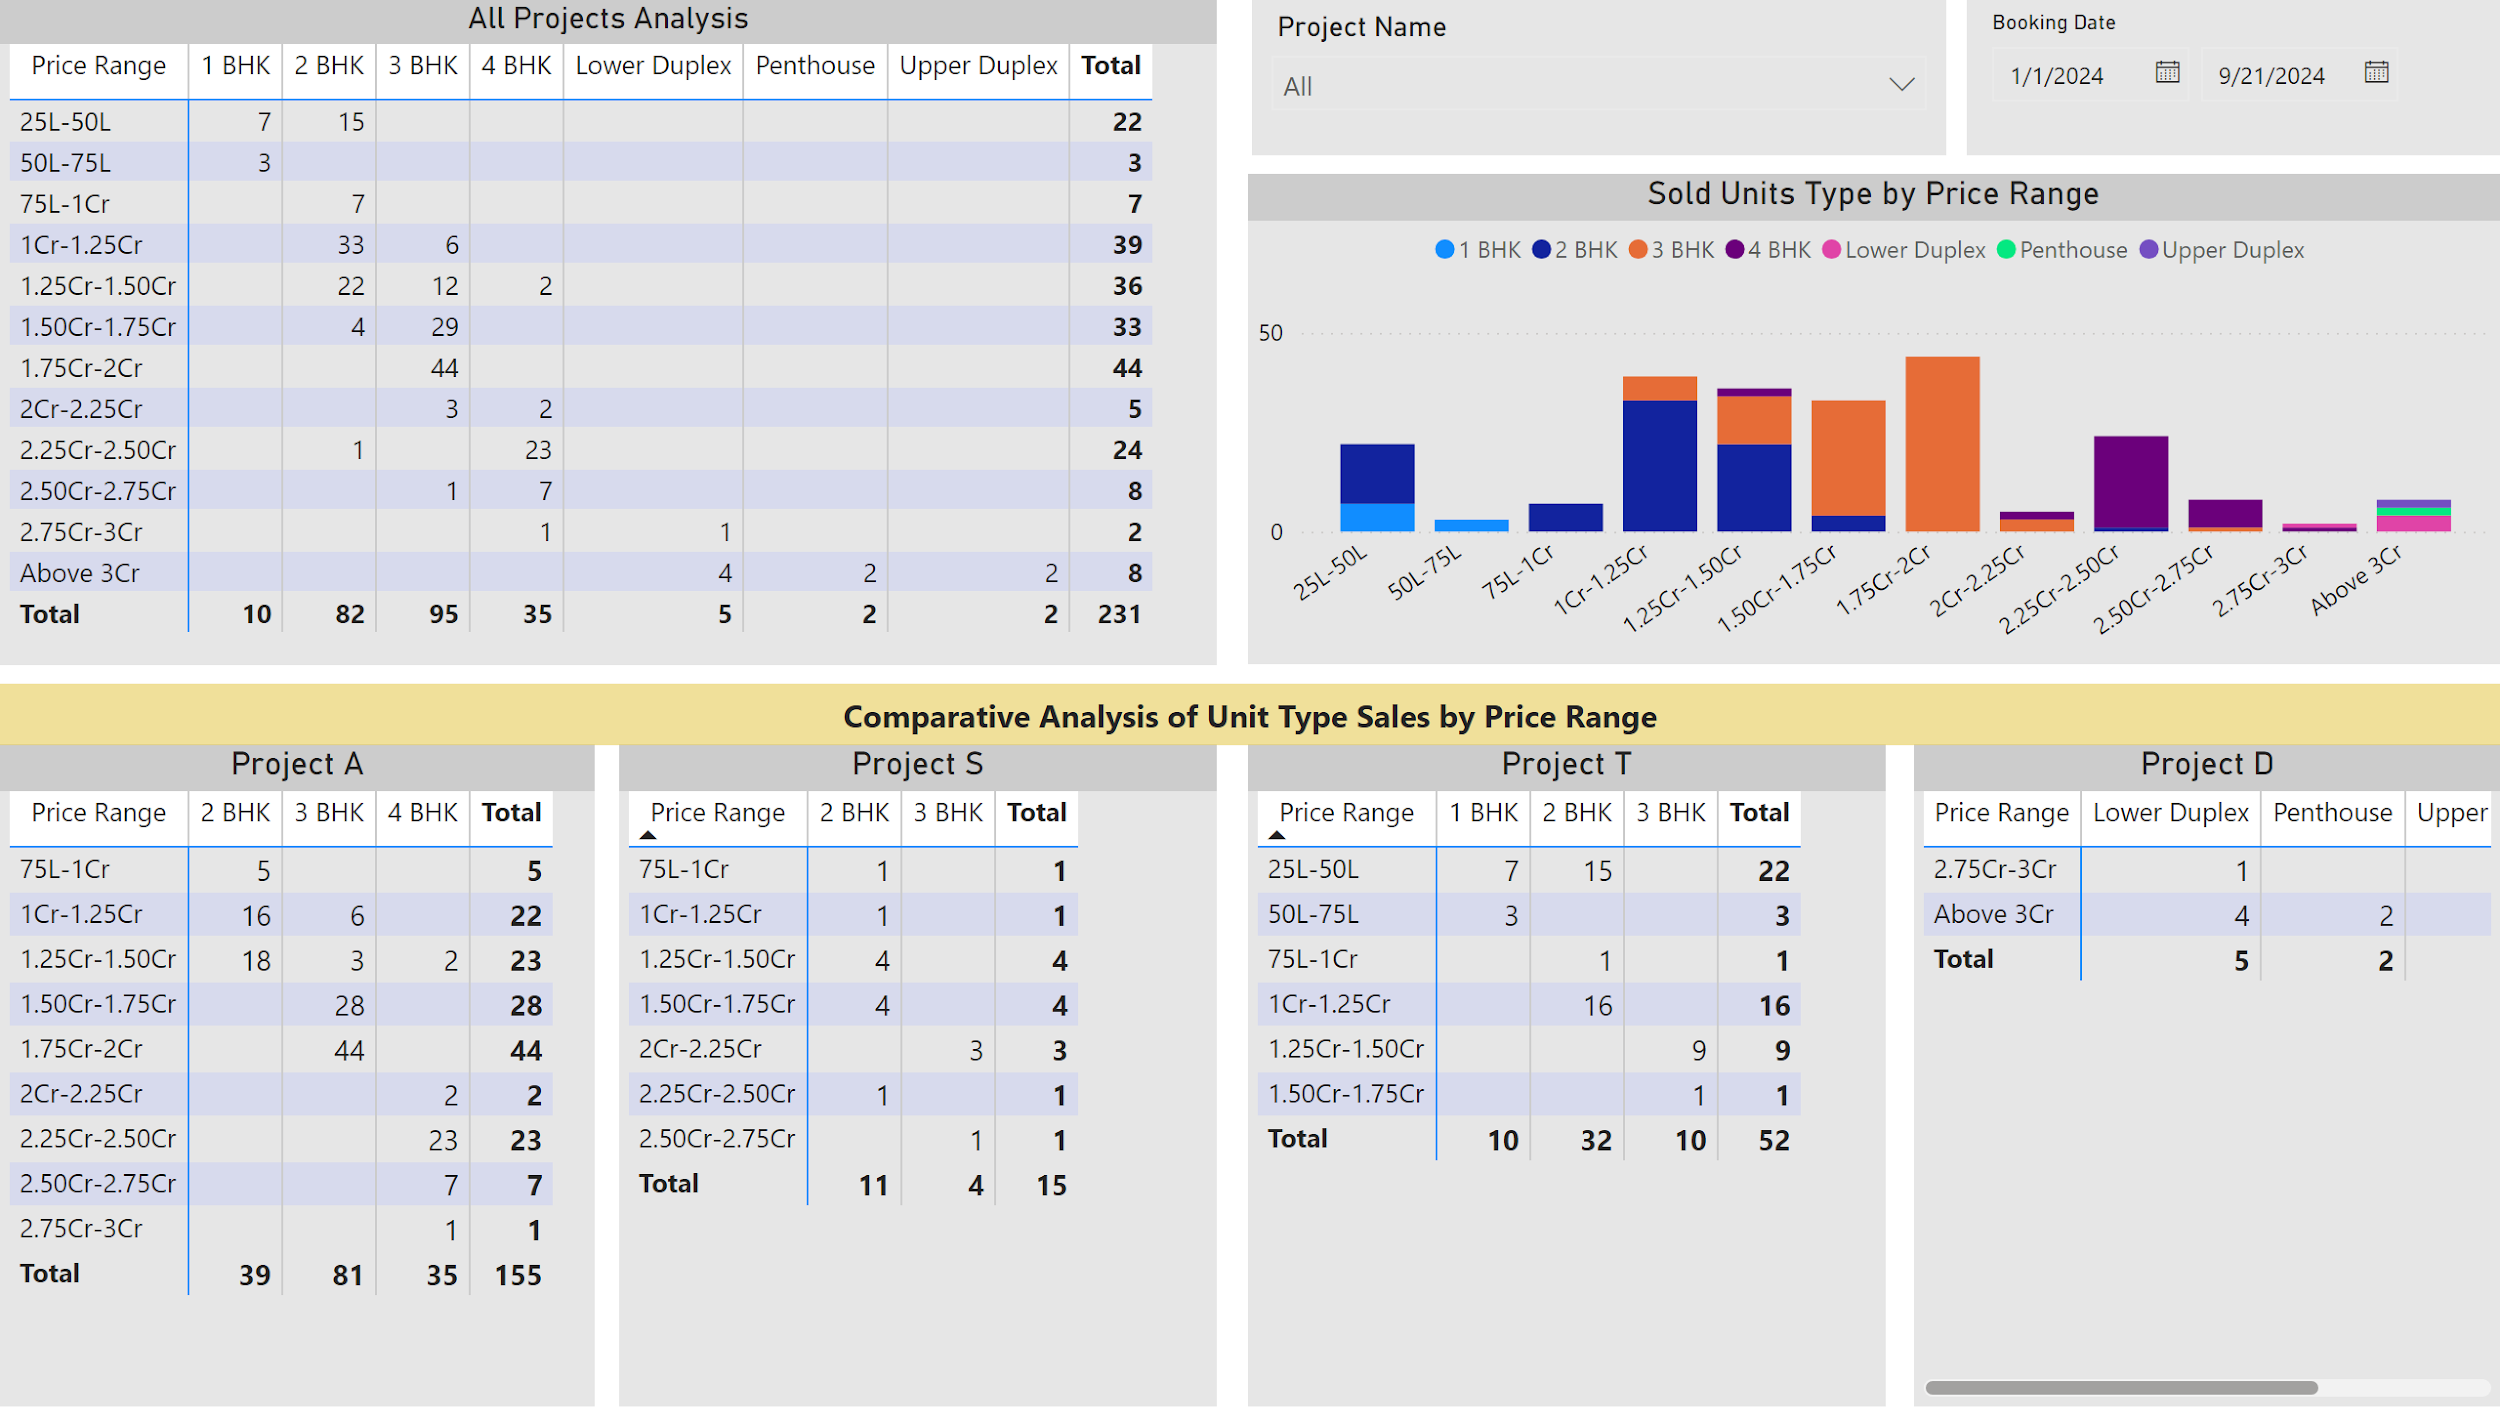 All Projects Analysis
Price Range 1 BHK 2 BHK 3 BHK 4 BHK Lower Duplex Penthouse Upper Duplex Total
25L-50L 7 15 22
50L-75L 3 3
75L-1Cr 7 7
1Cr-1.25Cr 33 6 39
1.25Cr-1.50Cr 22 12 2 36
1.50Cr-1.75Cr 4 29 33
1.75Cr-2Cr 44 44
2Cr-2.25Cr 3 2 5
2.25Cr-2.50Cr 1 23 24
2.50Cr-2.75Cr 1 7 8
2.75Cr-3Cr 1 1 2
Above 3Cr 4 2 2 8
Total 10 82 95 35 5 2 2 231
Project Name
All
Booking Date
1/1/2024 9/21/2024
Sold Units Type by Price Range
1 BHK 2 BHK 3 BHK 4 BHK Lower Duplex Penthouse Upper Duplex
50
0
25L-50L 50L-75L 75L-1Cr 1Cr-1.25Cr 1.25Cr-1.50Cr 1.50Cr-1.75Cr 1.75Cr-2Cr 2Cr-2.25Cr 2.25Cr-2.50Cr 2.50Cr-2.75Cr 2.75Cr-3Cr Above 3Cr
Comparative Analysis of Unit Type Sales by Price Range
Project A
Price Range 2 BHK 3 BHK 4 BHK Total
75L-1Cr 5 5
1Cr-1.25Cr 16 6 22
1.25Cr-1.50Cr 18 3 2 23
1.50Cr-1.75Cr 28 28
1.75Cr-2Cr 44 44
2Cr-2.25Cr 2 2
2.25Cr-2.50Cr 23 23
2.50Cr-2.75Cr 7 7
2.75Cr-3Cr 1 1
Total 39 81 35 155
Project S
Price Range 2 BHK 3 BHK Total
75L-1Cr 1 1
1Cr-1.25Cr 1 1
1.25Cr-1.50Cr 4 4
1.50Cr-1.75Cr 4 4
2Cr-2.25Cr 3 3
2.25Cr-2.50Cr 1 1
2.50Cr-2.75Cr 1 1
Total 11 4 15
Project T
Price Range 1 BHK 2 BHK 3 BHK Total
25L-50L 7 15 22
50L-75L 3 3
75L-1Cr 1 1
1Cr-1.25Cr 16 16
1.25Cr-1.50Cr 9 9
1.50Cr-1.75Cr 1 1
Total 10 32 10 52
Project D
Price Range Lower Duplex Penthouse Upper
2.75Cr-3Cr 1
Above 3Cr 4 2
Total 5 2